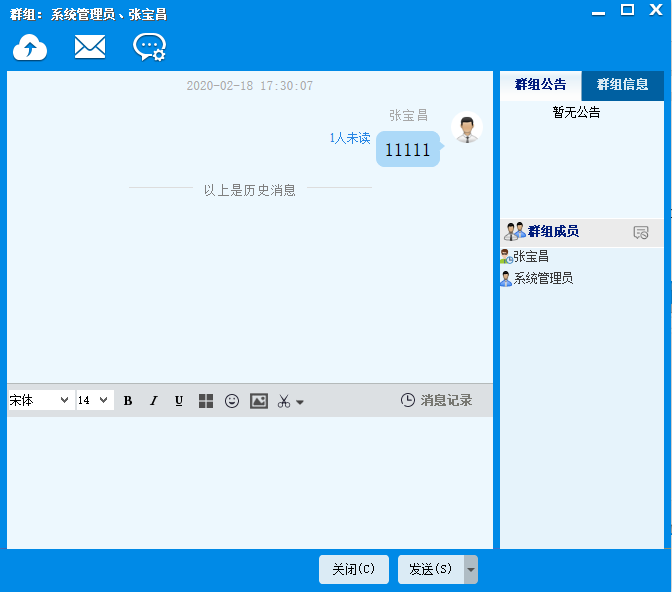 群组：系统管理员、张宝昌
2020-02-18 17:30:07
张宝昌
1人未读
11111
以上是历史消息
宋体 14 B I U 消息记录
关闭(C) 发送(S)
群组公告 群组信息
暂无公告
群组成员
张宝昌
系统管理员